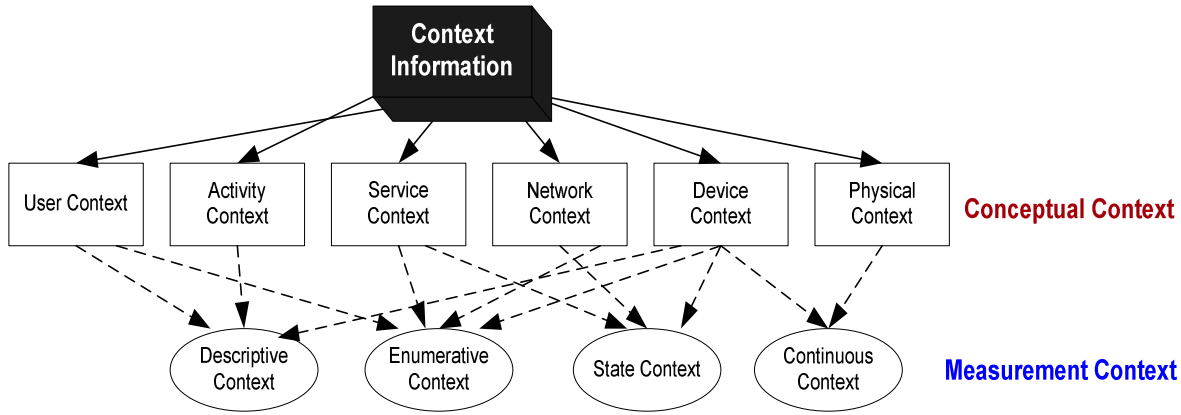 Context
Information
User Context
Activity
Context
Service
Context
Network
Context
Device
Context
Physical
Context
Conceptual Context
Descriptive
Context
Enumerative
Context
State Context
Continuous
Context
Measurement Context